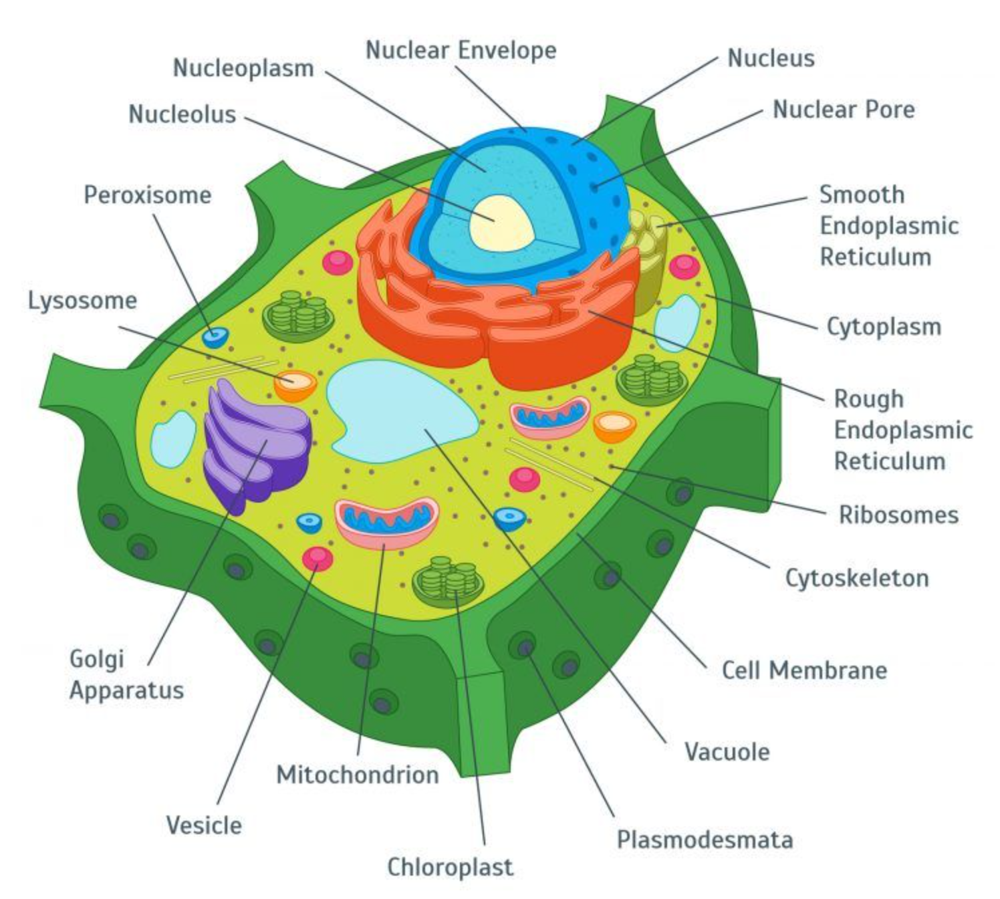 Nuclear Envelope
Nucleus
Nucleoplasm
Nuclear Pore
Nucleolus
Peroxisome
Smooth
Endoplasmic
Reticulum
Lysosome
Cytoplasm
Rough
Endoplasmic
Reticulum
Ribosomes
Cytoskeleton
Golgi
Apparatus
Cell Membrane
Vacuole
Mitochondrion
Vesicle
Plasmodesmata
Chloroplast